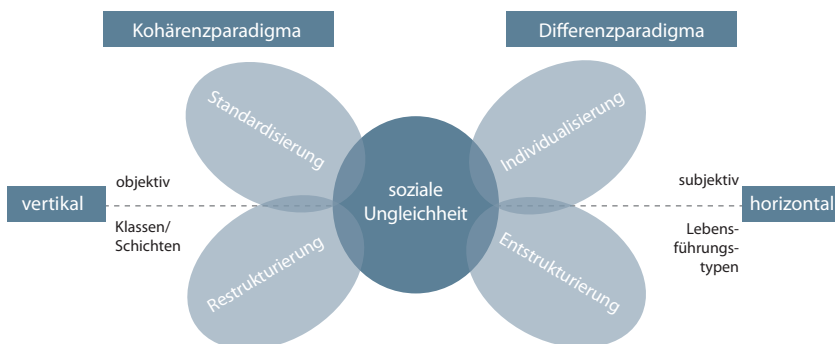 Kohärenzparadigma
Differenzparadigma
Standardisierung
Individualisierung
objektiv
subjektiv
vertikal
soziale
Ungleichheit
horizontal
Klassen/
Schichten
Lebens-
führungs-
typen
Restrukturierung
Entstrukturierung